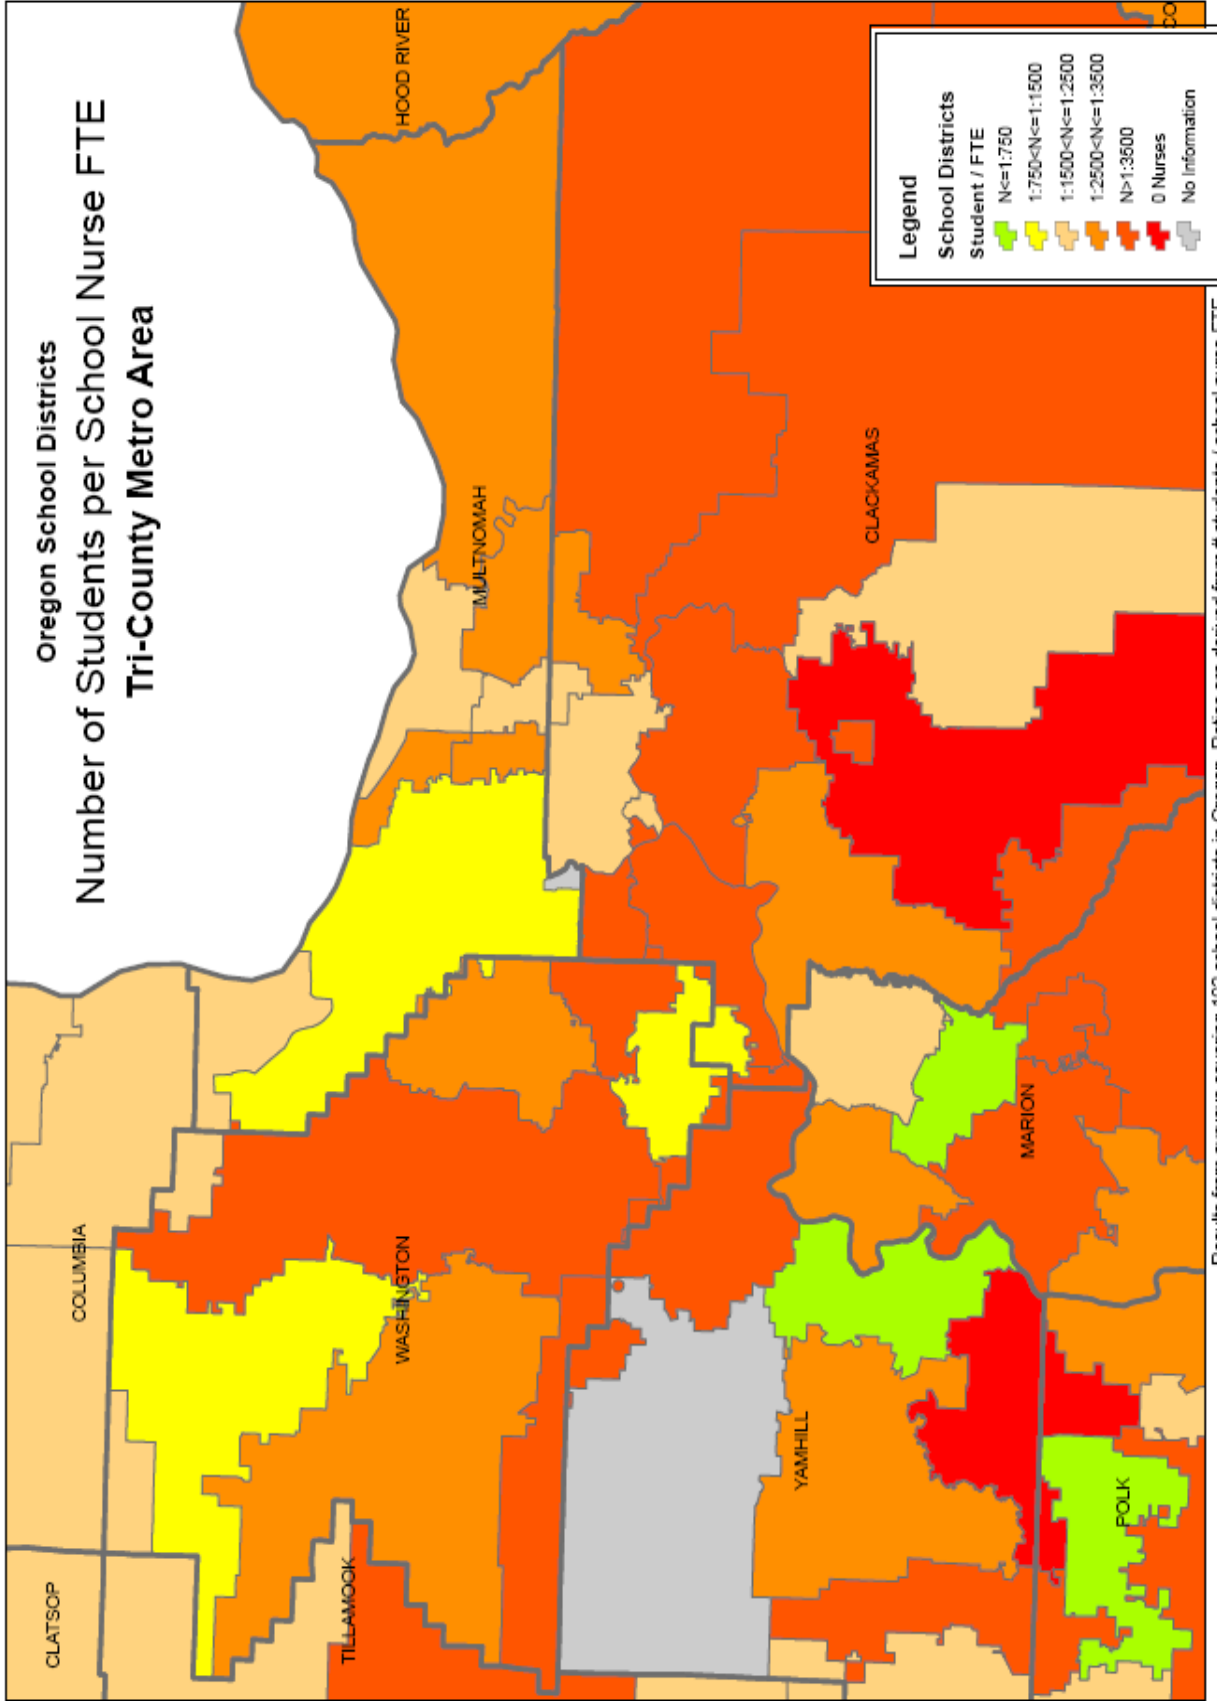 Oregon School Districts
Number of Students per School Nurse FTE
Tri-County Metro Area
CLATSOP
COLUMBIA
HOOD RIVER
TILLAMOOK
WASHINGTON
MULTNOMAH
YAMHILL
CLACKAMAS
MARION
POLK
CO
Legend
School Districts
Student / FTE
N<=1:750
1:750<N<=1:1500
1:1500<N<=1:2500
1:2500<N<=1:3500
N>1:3500
0 Nurses
No Information